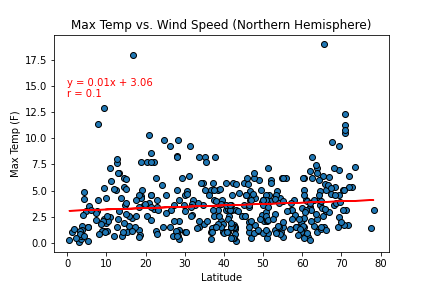 Max Temp vs. Wind Speed (Northern Hemisphere)
17.5
15.0
12.5
10.0
7.5
5.0
2.5
0.0
Max Temp (F)
y = 0.01x + 3.06
r = 0.1
0 10 20 30 40 50 60 70 80
Latitude